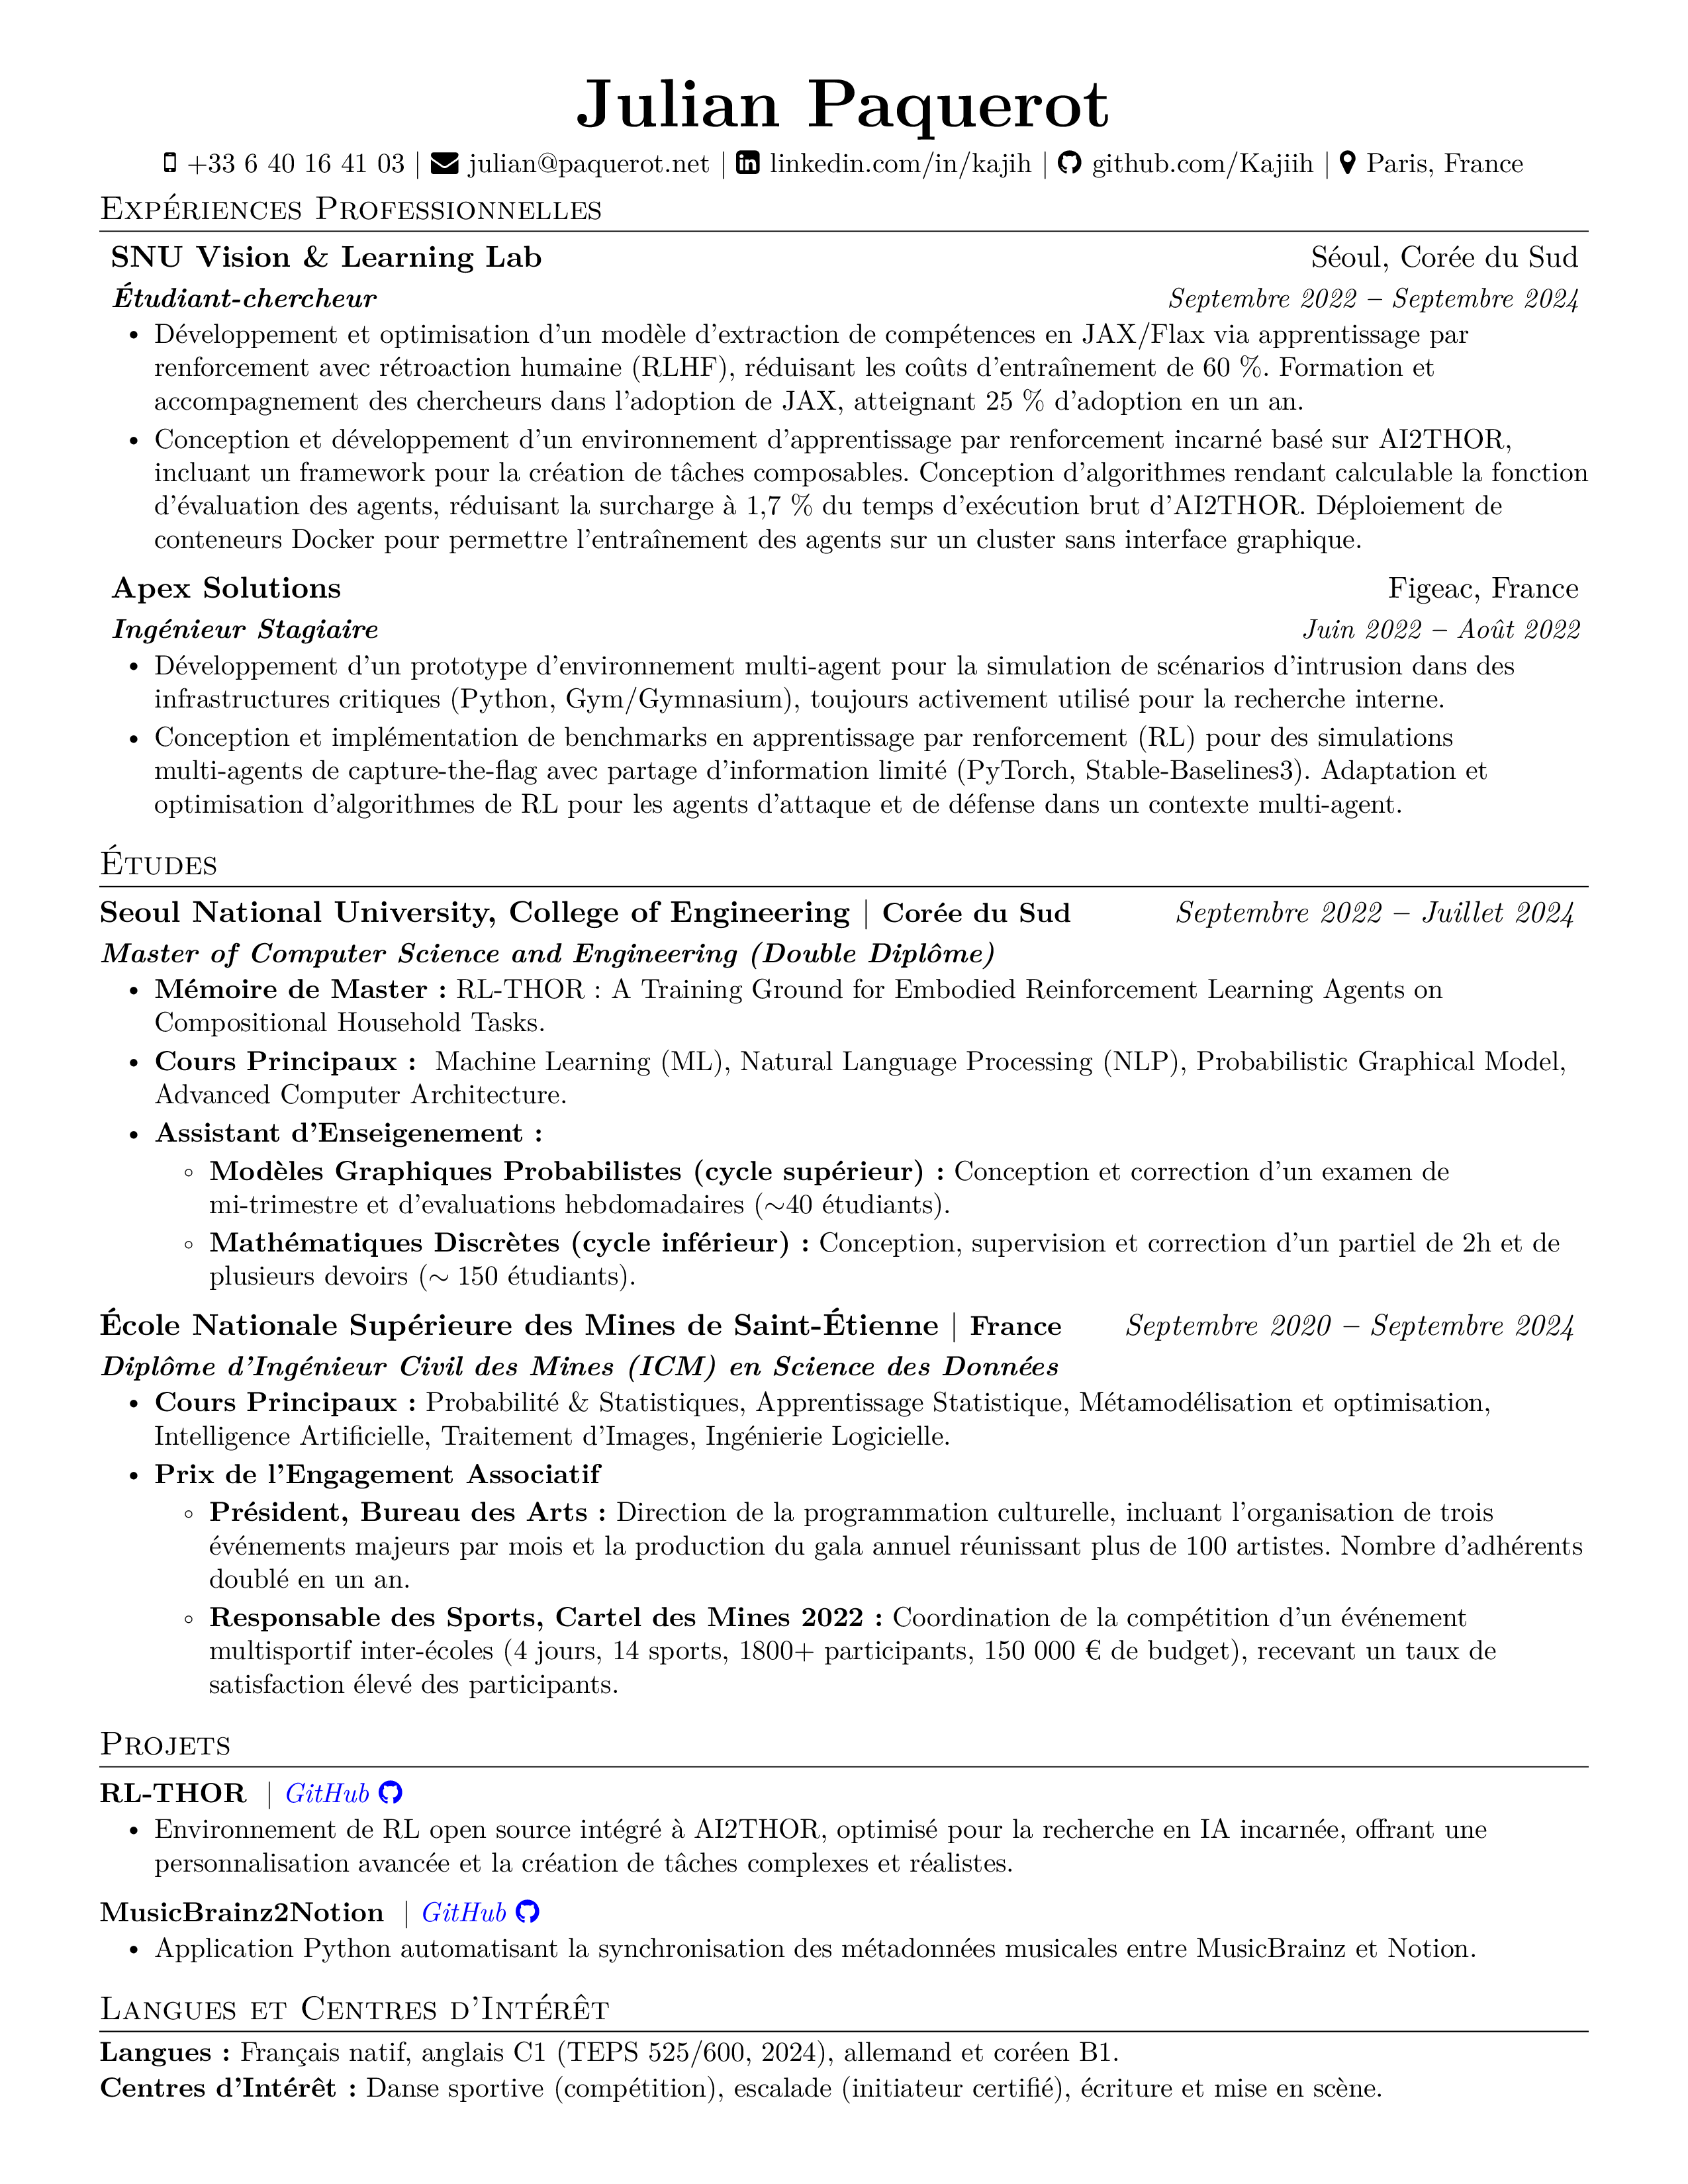 Julian Paquerot
+33 6 40 16 41 03 | julian@paquerot.net | linkedin.com/in/kajih | github.com/Kajiih | Paris, France
Expériences Professionnelles
SNU Vision & Learning Lab Séoul, Corée du Sud
Étudiant-chercheur Septembre 2022 – Septembre 2024
• Développement et optimisation d'un modèle d'extraction de compétences en JAX/Flax via apprentissage par
renforcement avec rétroaction humaine (RLHF), réduisant les coûts d'entraînement de 60 %. Formation et
accompagnement des chercheurs dans l'adoption de JAX, atteignant 25 % d'adoption en un an.
• Conception et développement d'un environnement d'apprentissage par renforcement incarné basé sur AI2THOR,
incluant un framework pour la création de tâches composables. Conception d'algorithmes rendant calculable la fonction
d'évaluation des agents, réduisant la surcharge à 1,7 % du temps d'exécution brut d'AI2THOR. Déploiement de
conteneurs Docker pour permettre l'entraînement des agents sur un cluster sans interface graphique.
Apex Solutions Figeac, France
Ingénieur Stagiaire Juin 2022 – Août 2022
• Développement d'un prototype d'environnement multi-agent pour la simulation de scénarios d'intrusion dans des
infrastructures critiques (Python, Gym/Gymnasium), toujours activement utilisé pour la recherche interne.
• Conception et implémentation de benchmarks en apprentissage par renforcement (RL) pour des simulations
multi-agents de capture-the-flag avec partage d'information limité (PyTorch, Stable-Baselines3). Adaptation et
optimisation d'algorithmes de RL pour les agents d'attaque et de défense dans un contexte multi-agent.
Études
Seoul National University, College of Engineering | Corée du Sud Septembre 2022 – Juillet 2024
Master of Computer Science and Engineering (Double Diplôme)
• Mémoire de Master : RL-THOR : A Training Ground for Embodied Reinforcement Learning Agents on
Compositional Household Tasks.
• Cours Principaux : Machine Learning (ML), Natural Language Processing (NLP), Probabilistic Graphical Model,
Advanced Computer Architecture.
• Assistant d'Enseigenement :
◦ Modèles Graphiques Probabilistes (cycle supérieur) : Conception et correction d'un examen de
mi-trimestre et d'evaluations hebdomadaires (∼40 étudiants).
◦ Mathématiques Discrètes (cycle inférieur) : Conception, supervision et correction d'un partiel de 2h et de
plusieurs devoirs (∼ 150 étudiants).
École Nationale Supérieure des Mines de Saint-Étienne | France Septembre 2020 – Septembre 2024
Diplôme d'Ingénieur Civil des Mines (ICM) en Science des Données
• Cours Principaux : Probabilité & Statistiques, Apprentissage Statistique, Métamodélisation et optimisation,
Intelligence Artificielle, Traitement d'Images, Ingénierie Logicielle.
• Prix de l'Engagement Associatif
◦ Président, Bureau des Arts : Direction de la programmation culturelle, incluant l'organisation de trois
événements majeurs par mois et la production du gala annuel réunissant plus de 100 artistes. Nombre d'adhérents
doublé en un an.
◦ Responsable des Sports, Cartel des Mines 2022 : Coordination de la compétition d'un événement
multisportif inter-écoles (4 jours, 14 sports, 1800+ participants, 150 000 € de budget), recevant un taux de
satisfaction élevé des participants.
Projets
RL-THOR | GitHub
• Environnement de RL open source intégré à AI2THOR, optimisé pour la recherche en IA incarnée, offrant une
personnalisation avancée et la création de tâches complexes et réalistes.
MusicBrainz2Notion | GitHub
• Application Python automatisant la synchronisation des métadonnées musicales entre MusicBrainz et Notion.
Langues et Centres d'Intérêt
Langues : Français natif, anglais C1 (TEPS 525/600, 2024), allemand et coréen B1.
Centres d'Intérêt : Danse sportive (compétition), escalade (initiateur certifié), écriture et mise en scène.